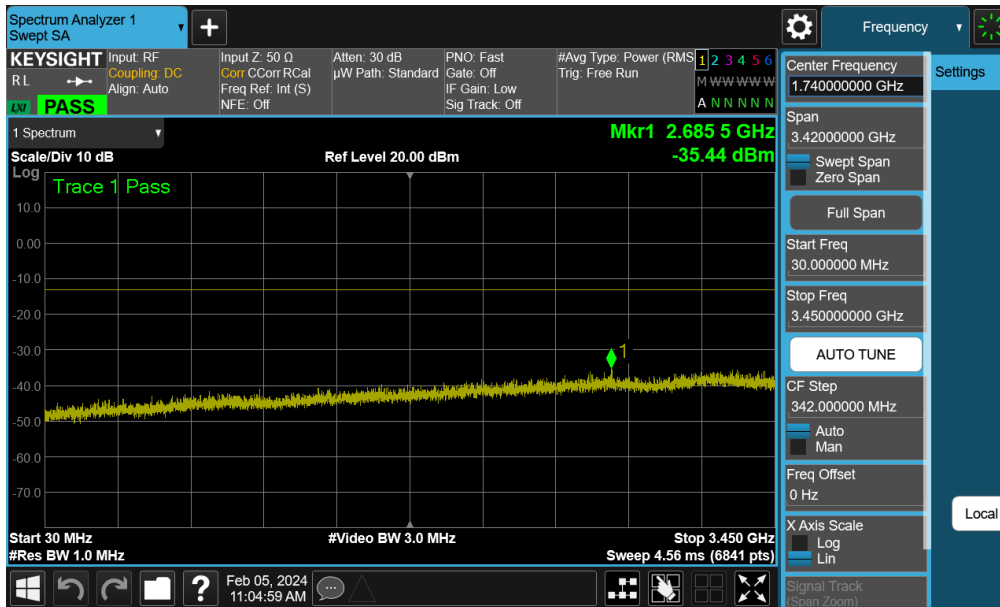 Spectrum Analyzer 1
Swept SA
+
Frequency
KEYSIGHT
R L
LXI PASS
Input: RF
Coupling: DC
Align: Auto
Input Z: 50 Ω
Corr CCorr RCal
Freq Ref: Int (S)
NFE: Off
Atten: 30 dB
µW Path: Standard
PNO: Fast
Gate: Off
IF Gain: Low
Sig Track: Off
#Avg Type: Power (RMS
Trig: Free Run
1 2 3 4 5 6
M W W W W W
A N N N N N
1 Spectrum
Mkr1 2.685 5 GHz
-35.44 dBm
Scale/Div 10 dB
Ref Level 20.00 dBm
Log
Trace 1 Pass
10.0
0.00
-10.0
-20.0
-30.0
-40.0
-50.0
-60.0
-70.0
1
Start 30 MHz
#Video BW 3.0 MHz
Stop 3.450 GHz
#Res BW 1.0 MHz
Sweep 4.56 ms (6841 pts)
Center Frequency
1.740000000 GHz
Settings
Span
3.42000000 GHz
Swept Span
Zero Span
Full Span
Start Freq
30.000000 MHz
Stop Freq
3.450000000 GHz
AUTO TUNE
CF Step
342.000000 MHz
Auto
Man
Freq Offset
0 Hz
Local
X Axis Scale
Log
Lin
Signal Track
(Span Zoom)
?
Feb 05, 2024
11:04:59 AM